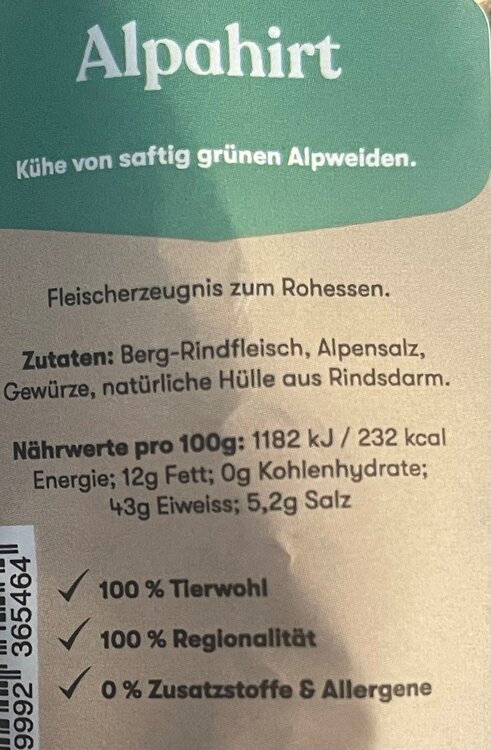 Alpahirt
Kühe von saftig grünen Alpweiden.
Fleischerzeugnis zum Rohessen.
Zutaten: Berg-Rindfleisch, Alpensalz,
Gewürze, natürliche Hülle aus Rindsdarm.
Nährwerte pro 100g: 1182 kJ / 232 kcal
Energie; 12g Fett; 0g Kohlenhydrate;
43g Eiweiss; 5,2g Salz
✓ 100 % Tierwohl
✓ 100 % Regionalität
✓ 0 % Zusatzstoffe & Allergene
9992 365464